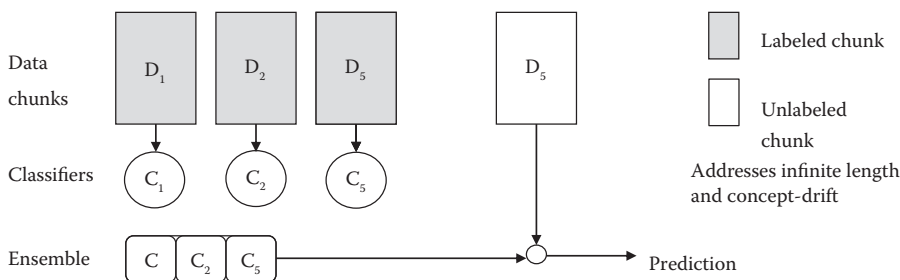 Data
chunks
D₁
D₂
D₅
D₅
Labeled chunk
Unlabeled
chunk
Classifiers
C₁
C₂
C₅
Addresses infinite length
and concept-drift
Ensemble
C
C₂
C₅
Prediction